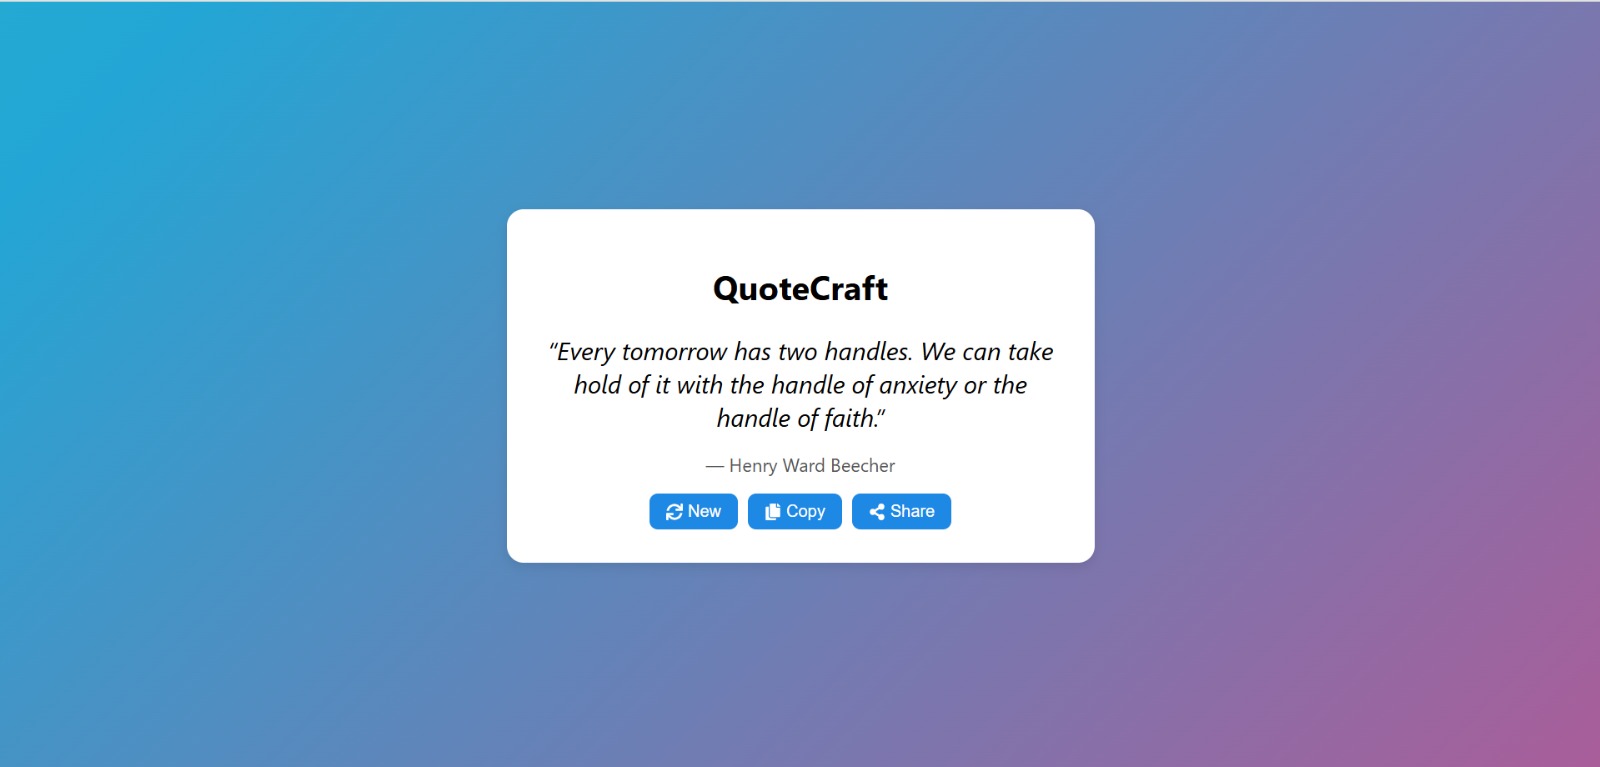 QuoteCraft
“Every tomorrow has two handles. We can take
hold of it with the handle of anxiety or the
handle of faith.”
— Henry Ward Beecher
New Copy Share